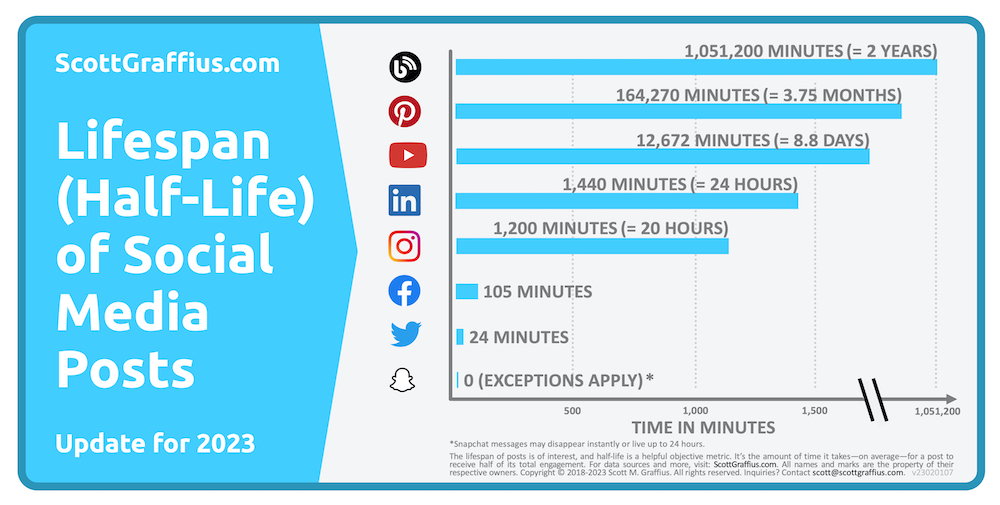 ScottGraffius.com
Lifespan
(Half-Life)
of Social
Media
Posts
Update for 2023
1,051,200 MINUTES (= 2 YEARS)
164,270 MINUTES (= 3.75 MONTHS)
12,672 MINUTES (= 8.8 DAYS)
1,440 MINUTES (= 24 HOURS)
in
1,200 MINUTES (= 20 HOURS)
105 MINUTES
24 MINUTES
0 (EXCEPTIONS APPLY)*
500 1,000 1,500 1,051,200
TIME IN MINUTES
*Snapchat messages may disappear instantly or live up to 24 hours.
The lifespan of posts is of interest, and half-life is a helpful objective metric. It's the amount of time it takes—on average—for a post to
receive half of its total engagement. For data sources and more, visit: ScottGraffius.com. All names and marks are the property of their
respective owners. Copyright © 2018-2023 Scott M. Graffius. All rights reserved. Inquiries? Contact scott@scottgraffius.com. v23020107